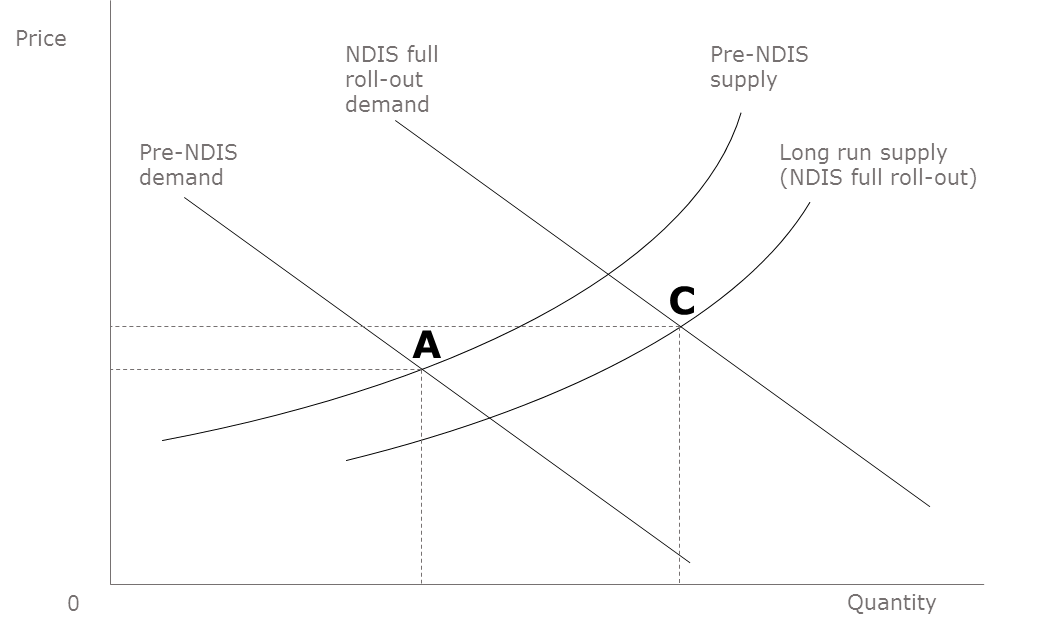 Price
NDIS full
roll-out
demand
Pre-NDIS
supply
Pre-NDIS
demand
Long run supply
(NDIS full roll-out)
C
A
0
Quantity